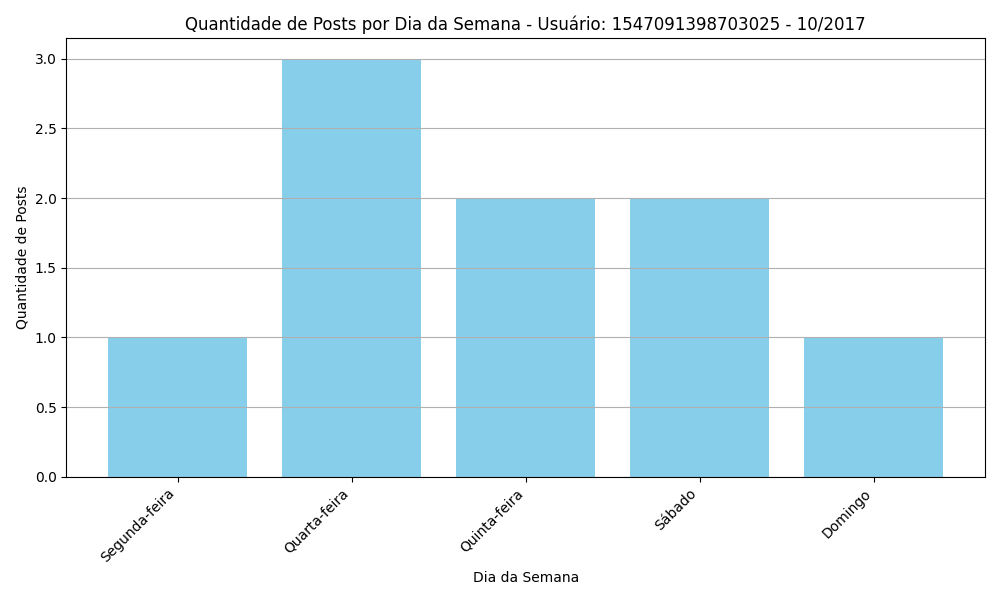 Quantidade de Posts por Dia da Semana - Usuário: 1547091398703025 - 10/2017
Quantidade de Posts
3.0
2.5
2.0
1.5
1.0
0.5
0.0
Segunda-feira
Quarta-feira
Quinta-feira
Sábado
Domingo
Dia da Semana